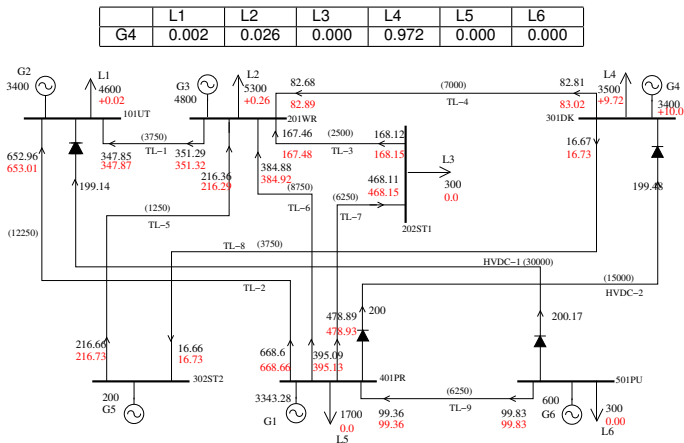 L1 L2 L3 L4 L5 L6
G4 0.002 0.026 0.000 0.972 0.000 0.000
G2
3400
L1
4600
+0.02
101UT
G3
4800
L2
5300
+0.26
201WR
82.68
82.89
(7000)
TL−4
82.81
83.02
L4
3500
+9.72
G4
3400
+10.0
301DK
652.96
653.01
(3750)
TL−1
347.85
347.87
351.29
351.32
167.46
167.48
(2500)
TL−3
168.12
168.15
16.67
16.73
199.14
216.36
216.29
384.88
384.92
(8750)
TL−6
468.11
468.15
(6250)
TL−7
L3
300
0.0
202ST1
199.48
(12250)
(1250)
TL−5
TL−8 (3750)
HVDC−1 (30000)
(15000)
HVDC−2
TL−2
216.66
216.73
16.66
16.73
668.6
668.66
395.09
395.13
478.89
478.93
200
200.17
302ST2
200
G5
401PR
3343.28
G1
1700
0.0
L5
99.36
99.36
(6250)
TL−9
99.83
99.83
501PU
600
G6
300
0.00
L6